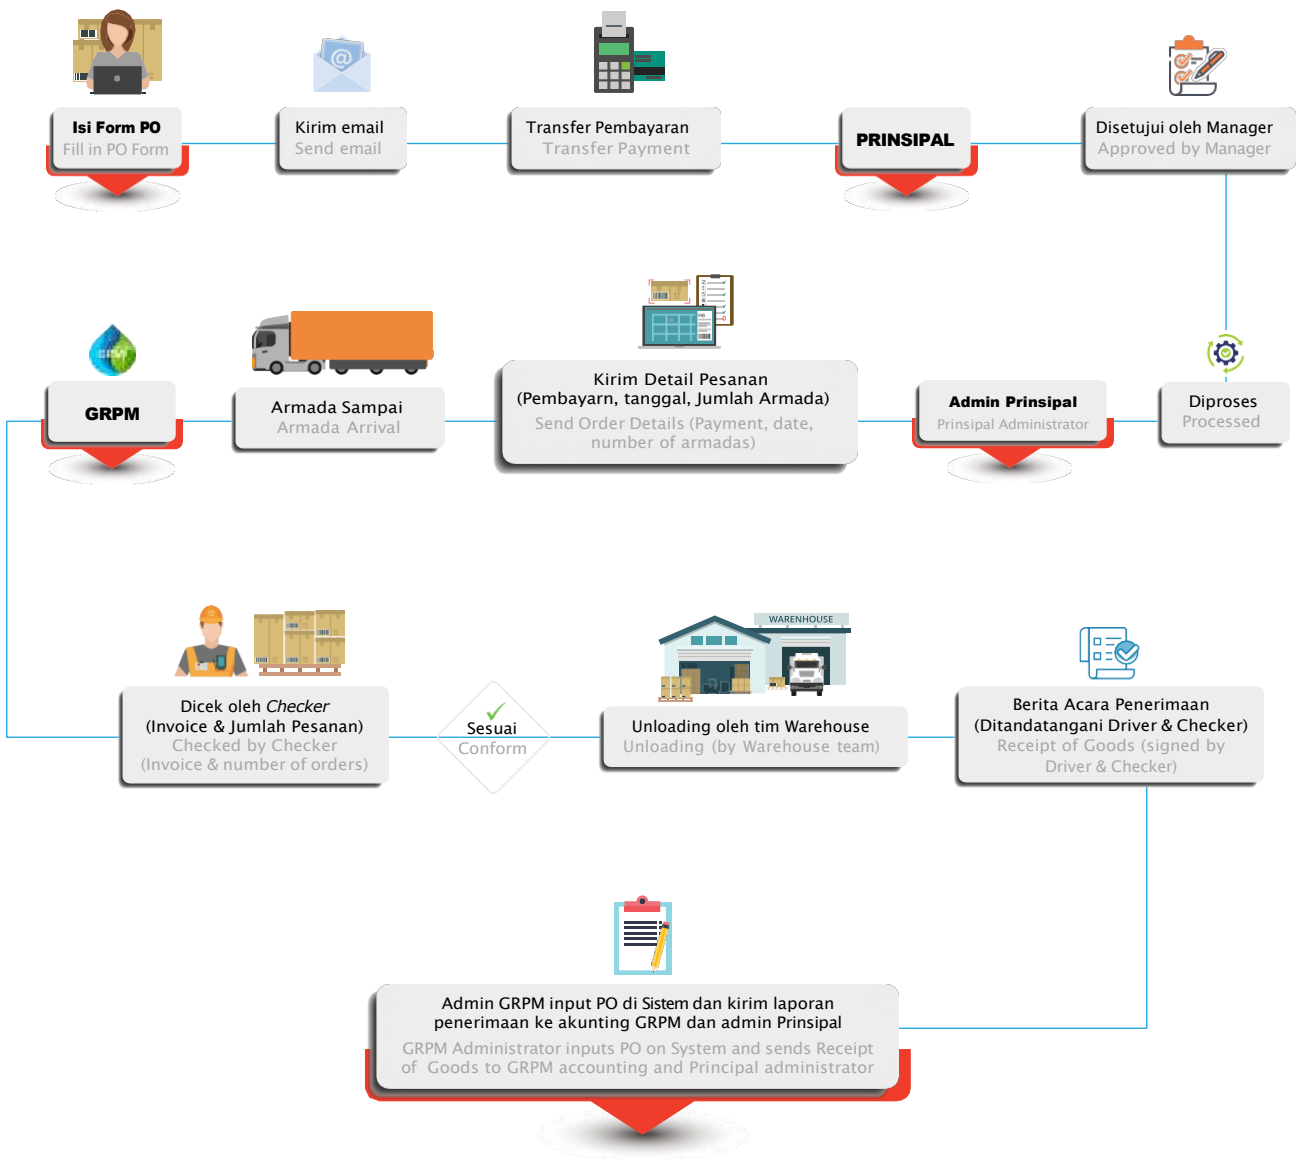 Isi Form PO
Fill in PO Form
Kirim email
Send email
Transfer Pembayaran
Transfer Payment
PRINSIPAL
Disetujui oleh Manager
Approved by Manager
GRPM
Armada Sampai
Armada Arrival
Kirim Detail Pesanan
(Pembayarn, tanggal, Jumlah Armada)
Send Order Details (Payment, date,
number of armadas)
Admin Prinsipal
Prinsipal Administrator
Diproses
Processed
Dicek oleh Checker
(Invoice & Jumlah Pesanan)
Checked by Checker
(Invoice & number of orders)
Sesuai
Conform
WARENHOUSE
Unloading oleh tim Warehouse
Unloading (by Warehouse team)
Berita Acara Penerimaan
(Ditandatangani Driver & Checker)
Receipt of Goods (signed by
Driver & Checker)
Admin GRPM input PO di Sistem dan kirim laporan
penerimaan ke akunting GRPM dan admin Prinsipal
GRPM Administrator inputs PO on System and sends Receipt
of Goods to GRPM accounting and Principal administrator